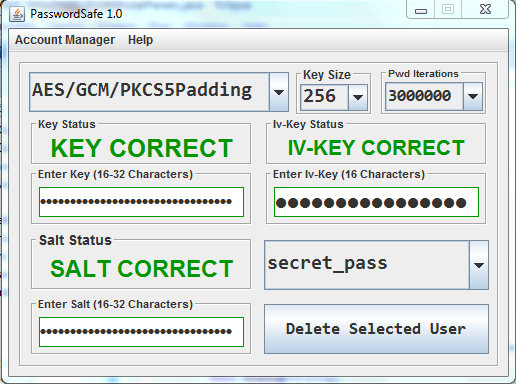 PasswordSafe 1.0
Account Manager Help
AES/GCM/PKCS5Padding
Key Size
256
Pwd Iterations
3000000
Key Status
KEY CORRECT
Iv-Key Status
IV-KEY CORRECT
Enter Key (16-32 Characters)
Enter Iv-Key (16 Characters)
Salt Status
SALT CORRECT
secret_pass
Enter Salt (16-32 Characters)
Delete Selected User